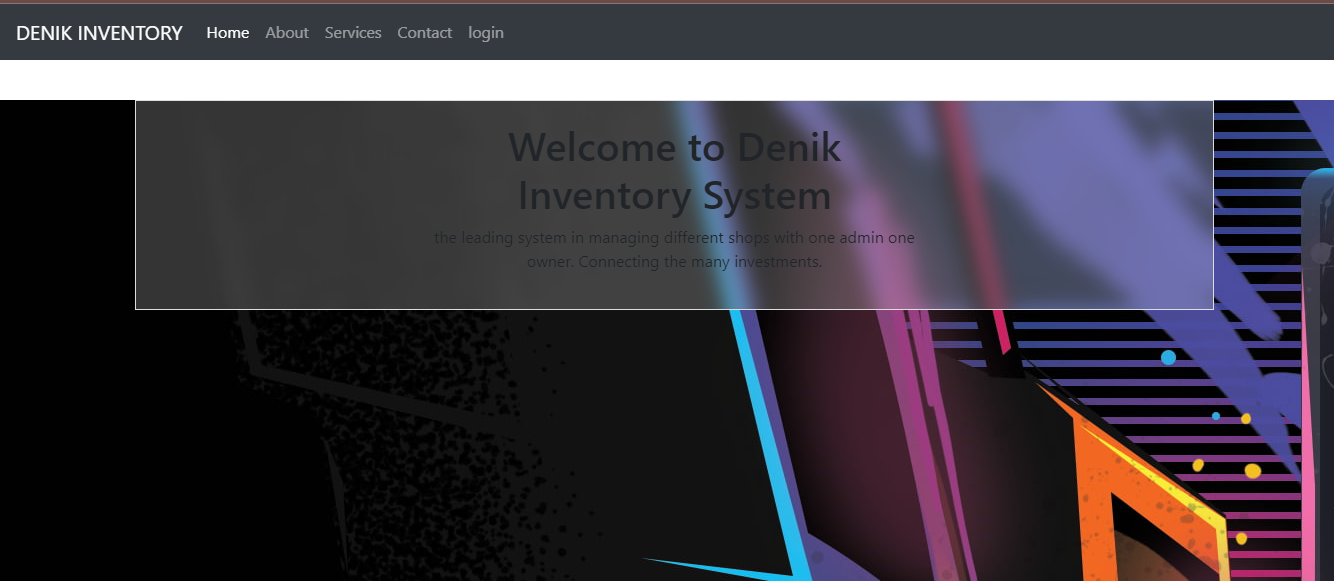 DENIK INVENTORY Home About Services Contact login
Welcome to Denik
Inventory System
the leading system in managing different shops with one admin one
owner. Connecting the many investments.